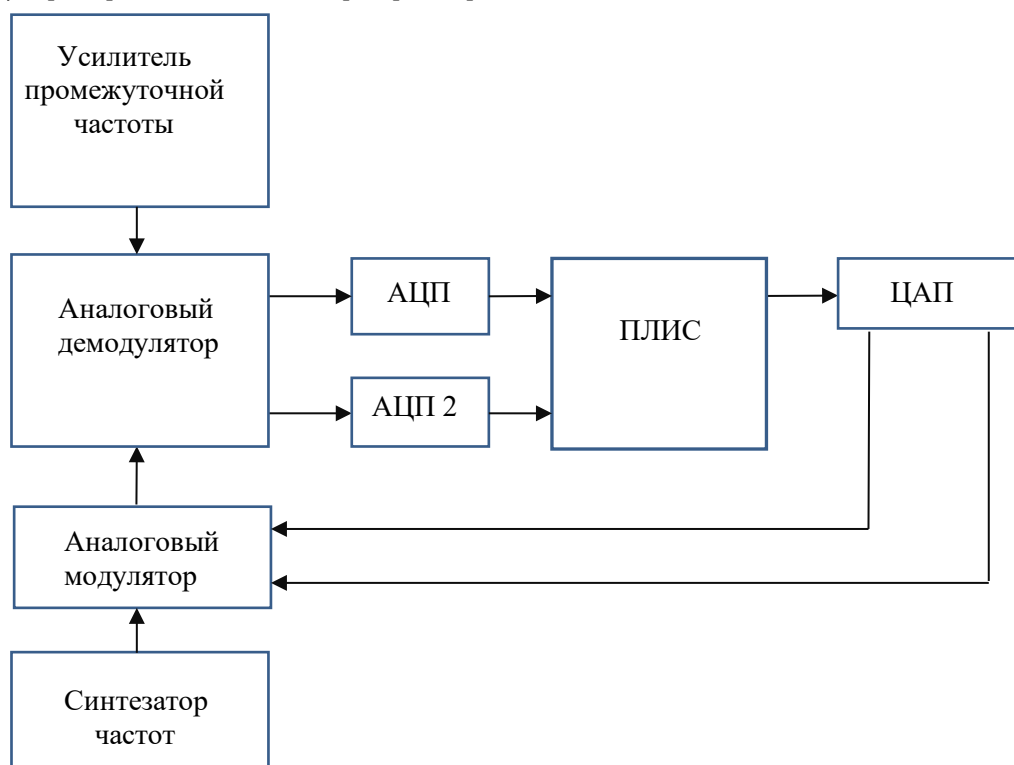 Усилитель
промежуточной
частоты
Аналоговый
демодулятор
АЦП
ПЛИС
ЦАП
АЦП 2
Аналоговый
модулятор
Синтезатор
частот